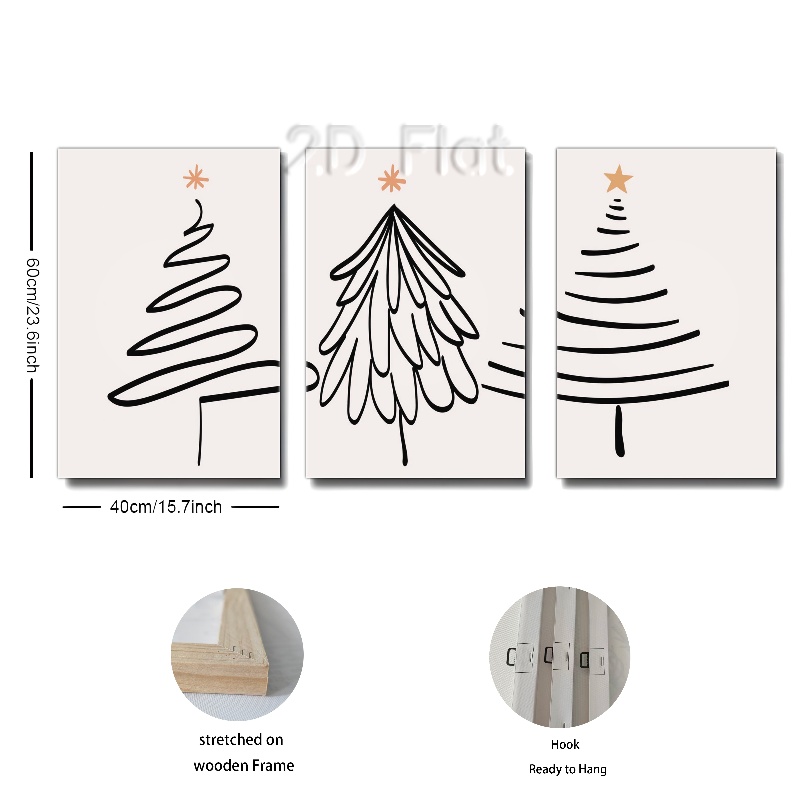 2D Flat
60cm/23.6inch
40cm/15.7inch
stretched on
wooden Frame
Hook
Ready to Hang